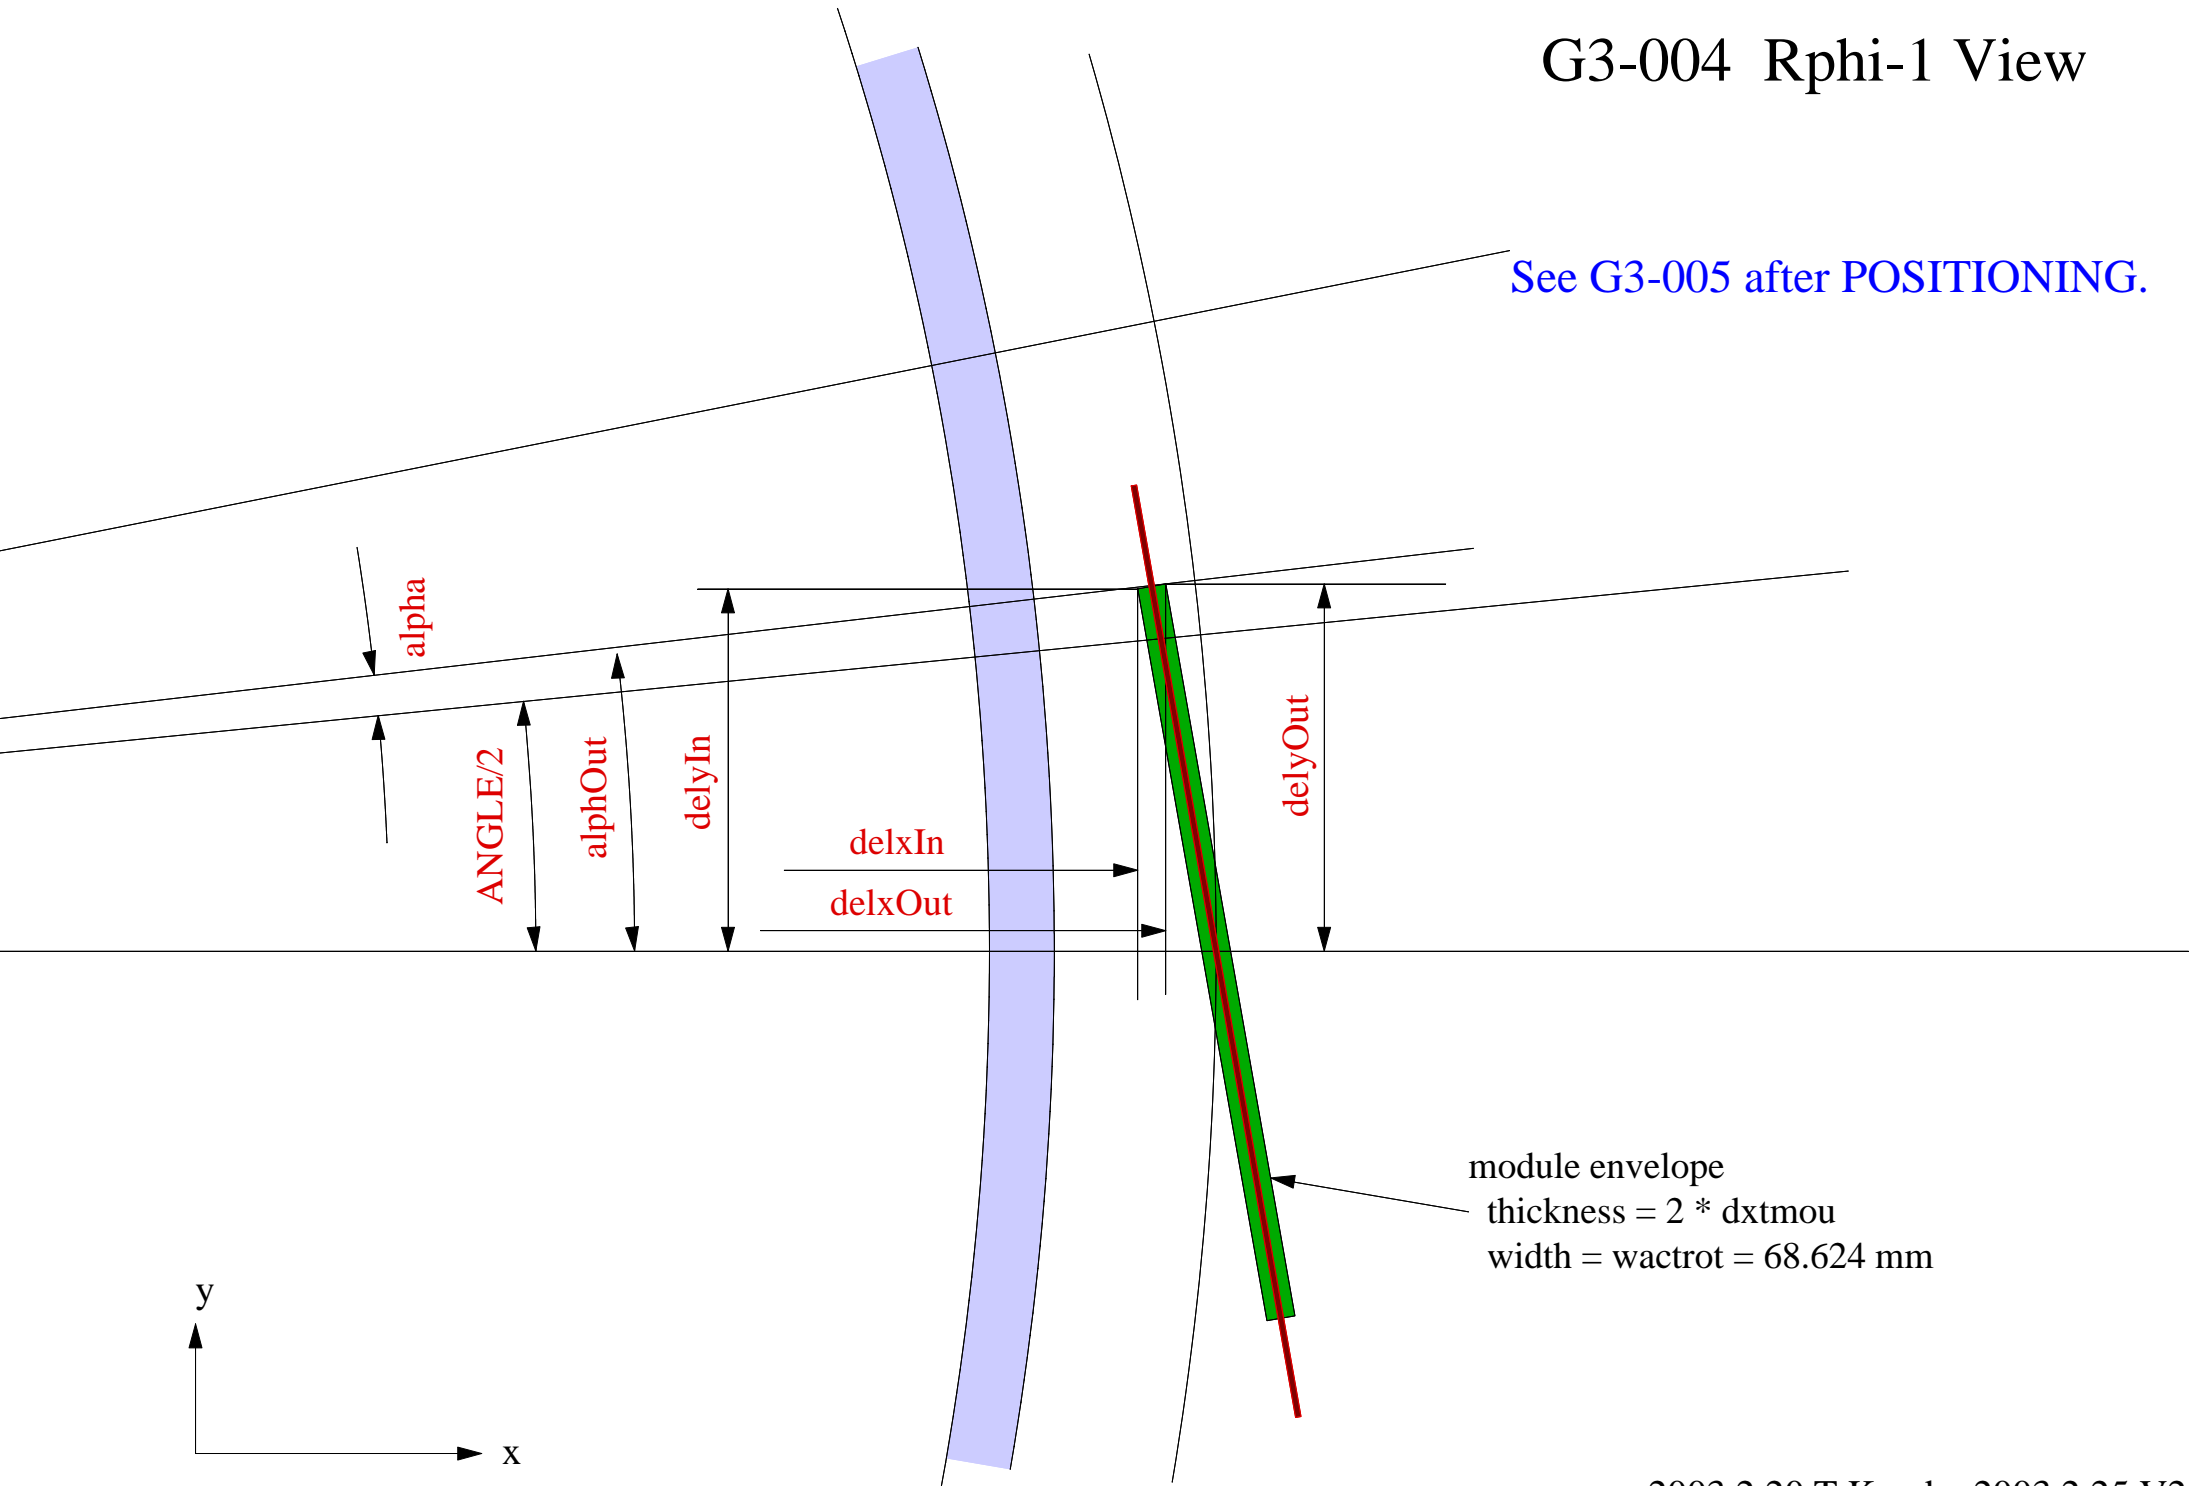 G3-004 Rphi-1 View
See G3-005 after POSITIONING.
alpha
ANGLE/2
alphOut
delyIn
delxIn
delxOut
delyOut
module envelope
thickness = 2 * dxtmou
width = wactrot = 68.624 mm
y
x